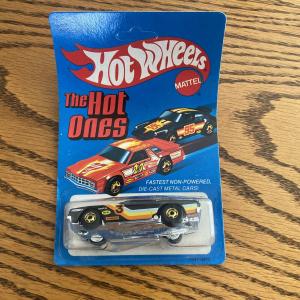 Hot Wheels
MATTEL
The Hot
Ones
FASTEST NON-POWERED,
DIE-CAST METAL CARS!